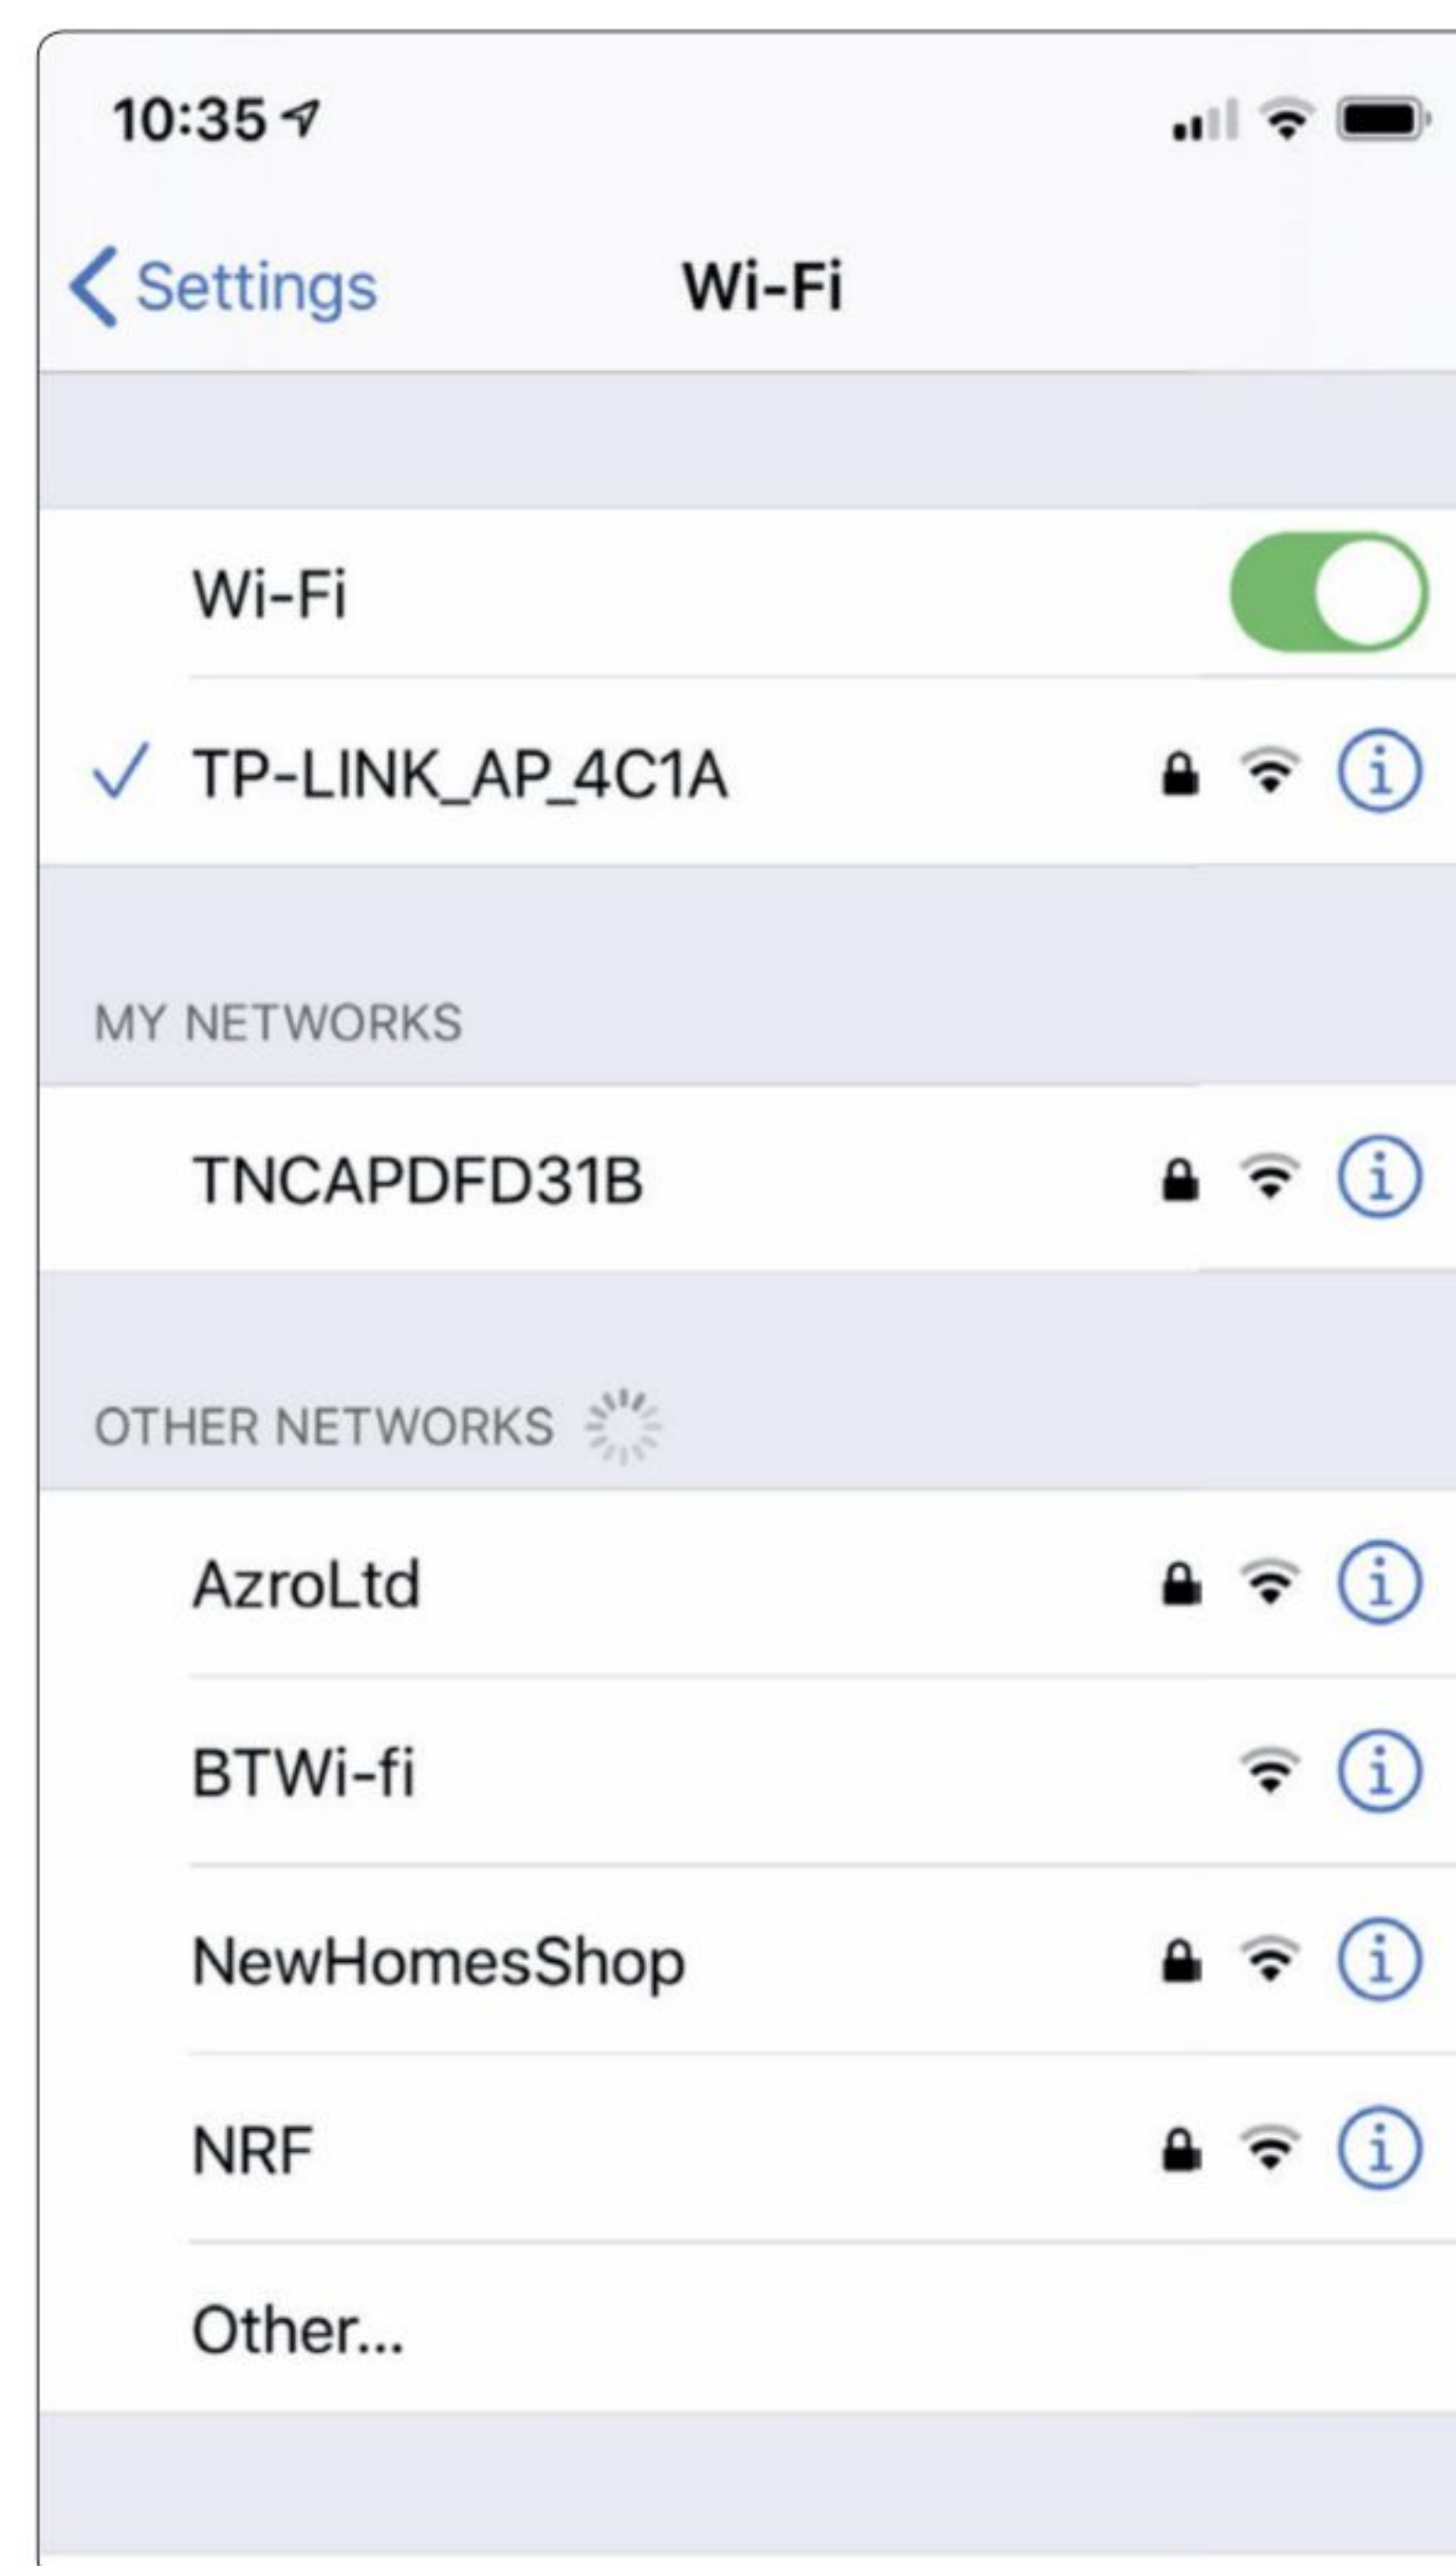 10:35
Settings
Wi-Fi
Wi-Fi
TP-LINK_AP_4C1A
MY NETWORKS
TNCAPDFD31B
OTHER NETWORKS
AzroLtd
BTWi-fi
NewHomesShop
NRF
Other...